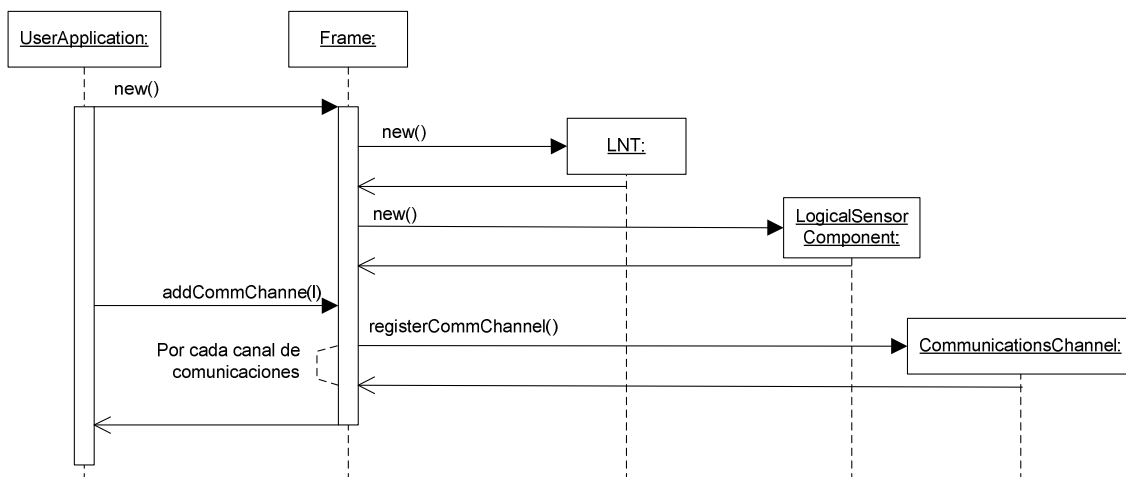 UserApplication:
Frame:
new()
new()
LNT:
new()
LogicalSensor
Component:
addCommChanne(l)
registerCommChannel()
Por cada canal de
comunicaciones
CommunicationsChannel: